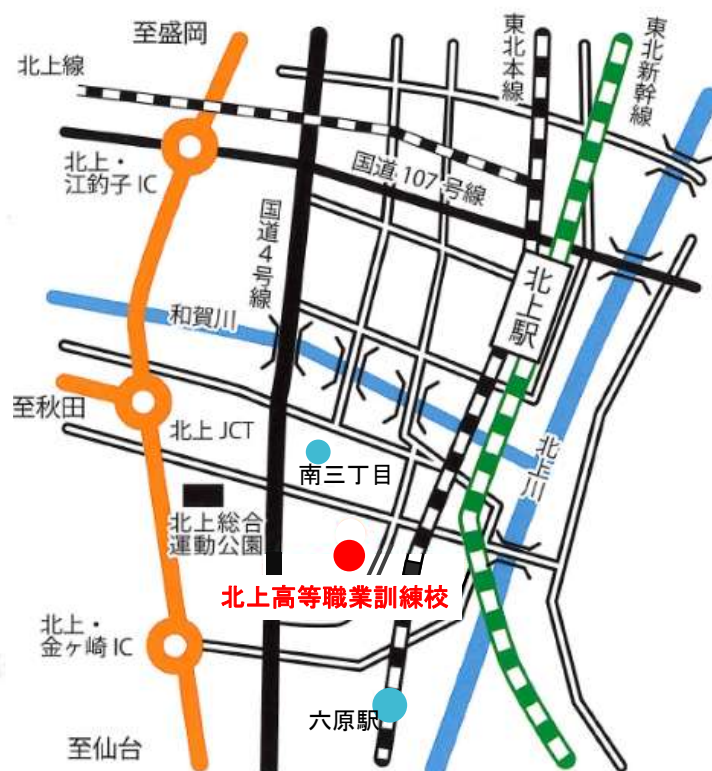 至盛岡
北上線
東北本線
東北新幹線
北上・
江釣子 IC
国道 107 号線
国道4号線
北上駅
和賀川
至秋田
北上 JCT
北上川
南三丁目
北上総合
運動公園
北上高等職業訓練校
北上・
金ヶ崎 IC
六原駅
至仙台